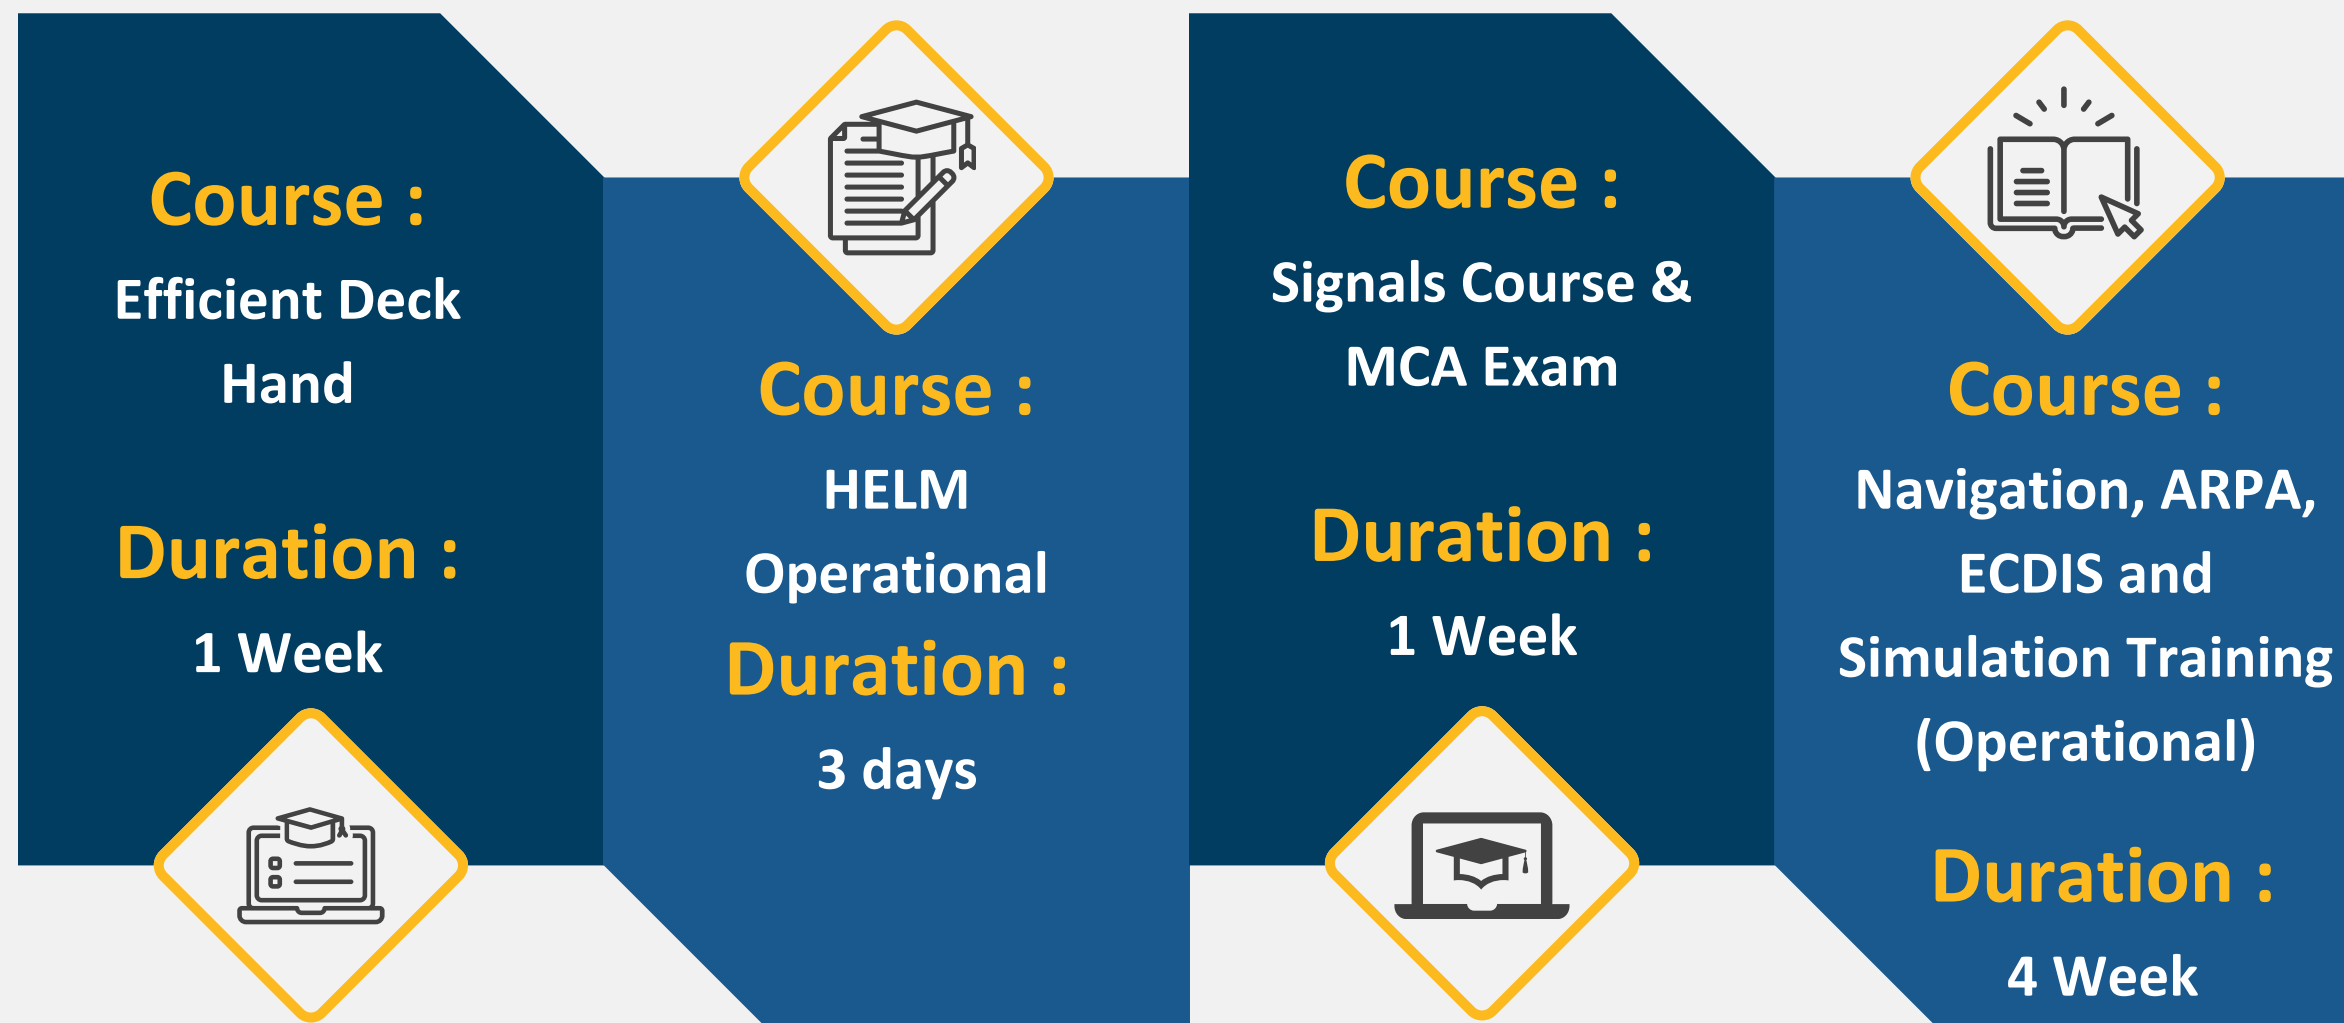 Course :
Efficient Deck
Hand
Duration :
1 Week
Course :
HELM
Operational
Duration :
3 days
Course :
Signals Course &
MCA Exam
Duration :
1 Week
Course :
Navigation, ARPA,
ECDIS and
Simulation Training
(Operational)
Duration :
4 Week